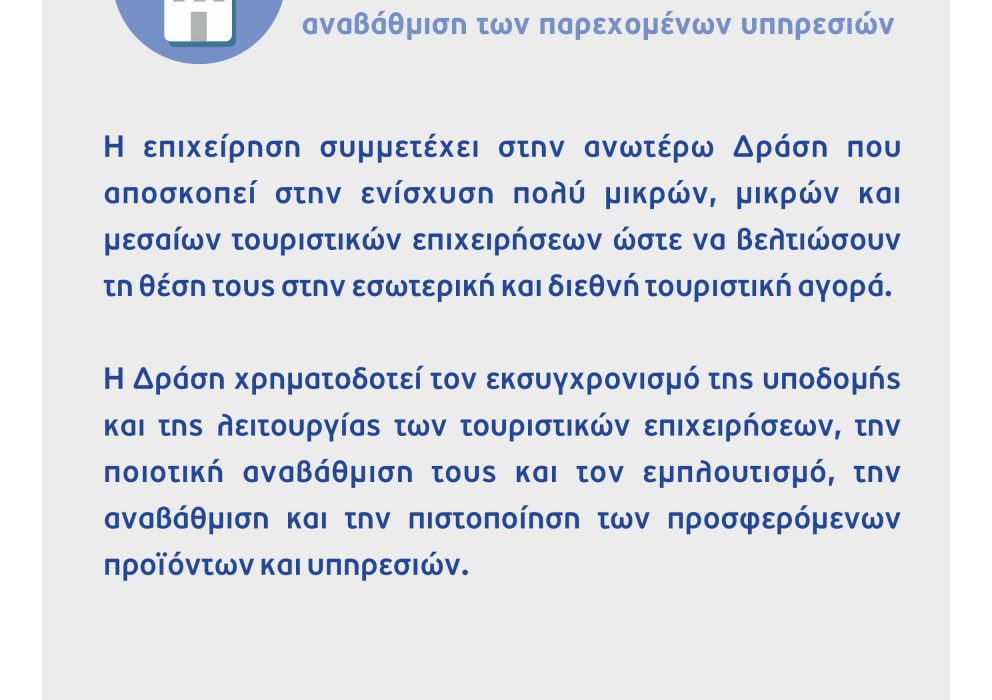 αναβάθμιση των παρεχομένων υπηρεσιών
Η επιχείρηση συμμετέχει στην ανωτέρω Δράση που
αποσκοπεί στην ενίσχυση πολύ μικρών, μικρών και
μεσαίων τουριστικών επιχειρήσεων ώστε να βελτιώσουν
τη θέση τους στην εσωτερική και διεθνή τουριστική αγορά.
Η Δράση χρηματοδοτεί τον εκσυγχρονισμό της υποδομής
και της λειτουργίας των τουριστικών επιχειρήσεων, την
ποιοτική αναβάθμιση τους και τον εμπλουτισμό, την
αναβάθμιση και την πιστοποίηση των προσφερόμενων
προϊόντων και υπηρεσιών.